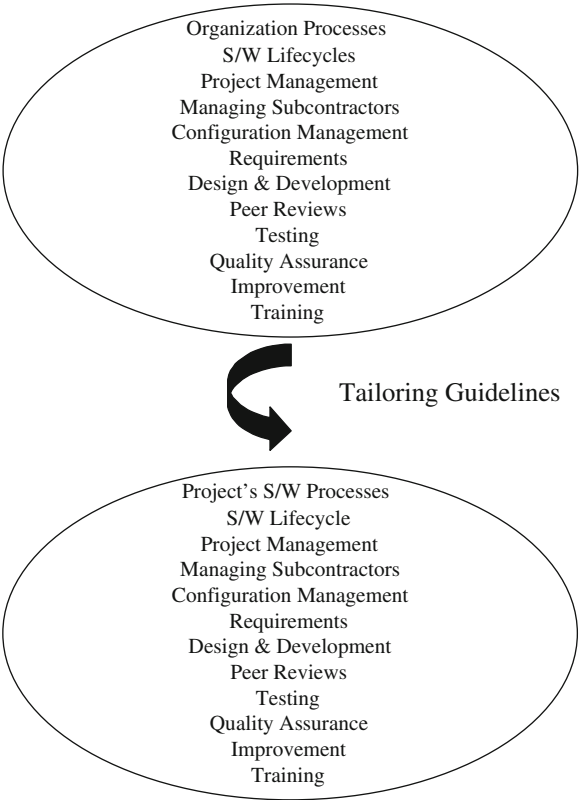 Organization Processes
S/W Lifecycles
Project Management
Managing Subcontractors
Configuration Management
Requirements
Design & Development
Peer Reviews
Testing
Quality Assurance
Improvement
Training
Tailoring Guidelines
Project’s S/W Processes
S/W Lifecycle
Project Management
Managing Subcontractors
Configuration Management
Requirements
Design & Development
Peer Reviews
Testing
Quality Assurance
Improvement
Training